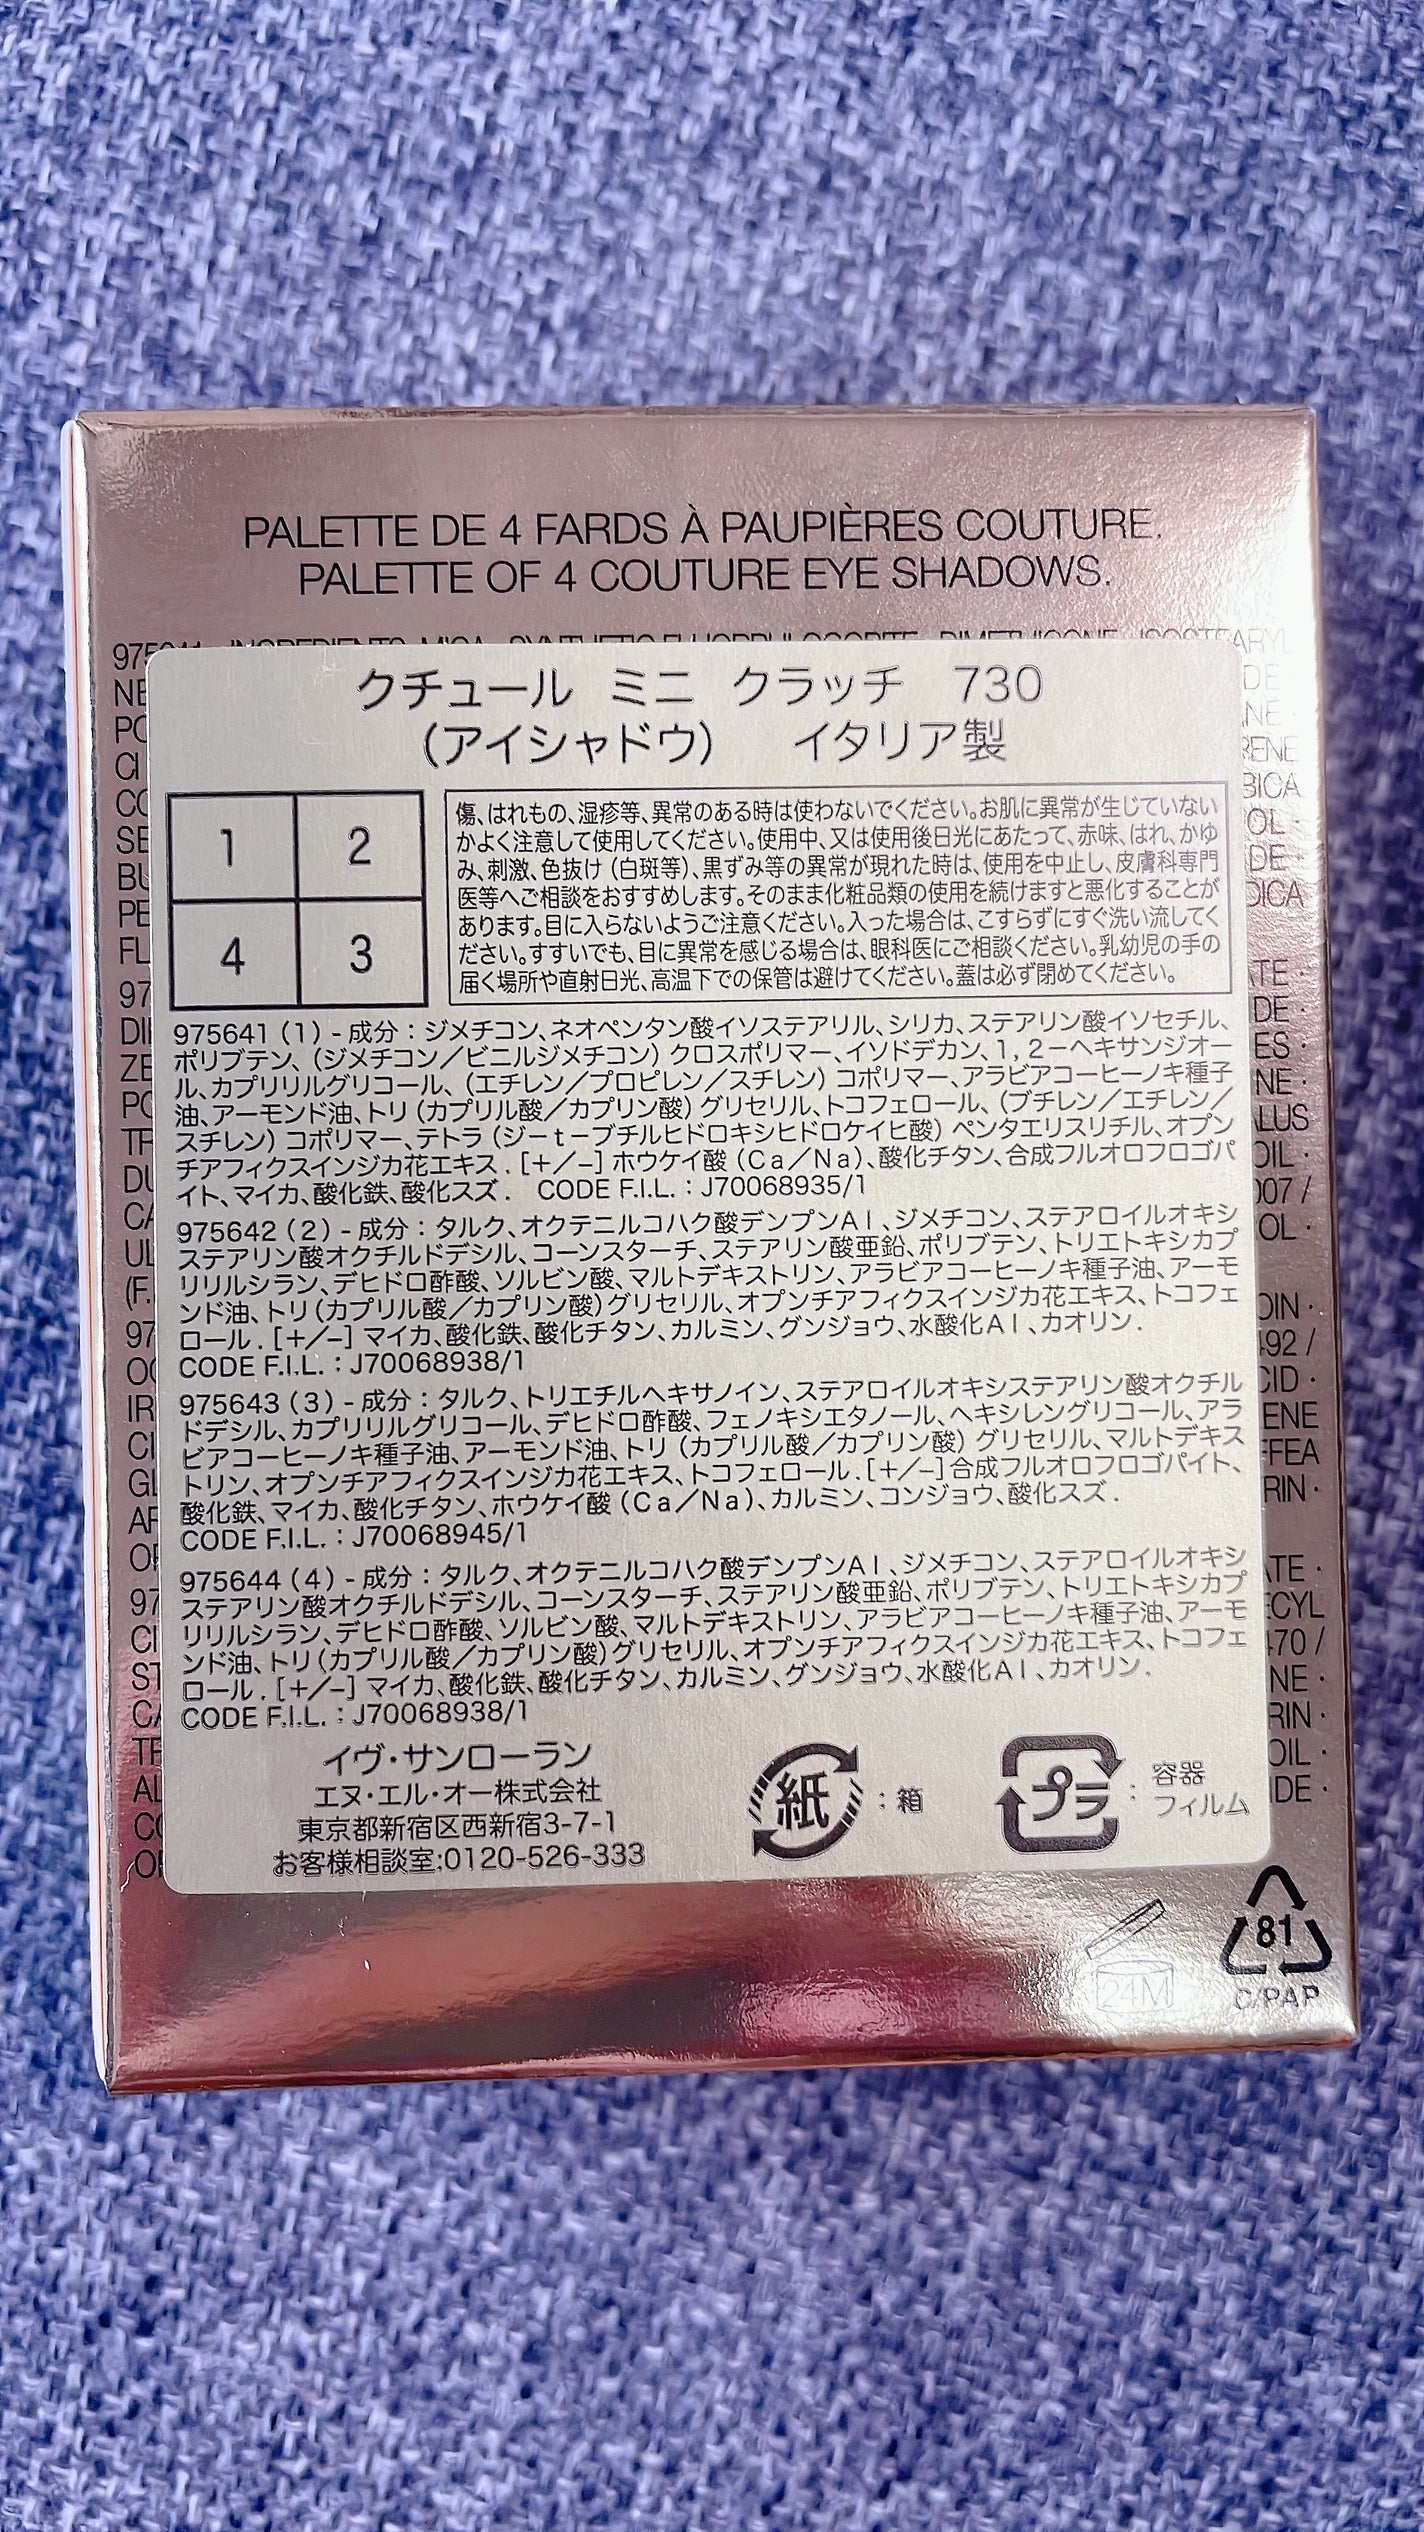 PALETTE DE 4 FARDS À PAUPIÈRES COUTURE.
PALETTE OF 4 COUTURE EYE SHADOWS.
クチュール ミニ クラッチ 730
(アイシャドウ) イタリア製
1 2
4 3
傷、はれもの、湿疹等、異常のある時は使わないでください。お肌に異常が生じていない
かよく注意して使用してください。使用中、又は使用後日光にあたって、赤味、はれ、かゆ
み、刺激、色抜け(白斑等)、黒ずみ等の異常が現れた時は、使用を中止し、皮膚科専門
医等へご相談をおすすめします。そのまま化粧品類の使用を続けますと悪化することが
あります。目に入らないようご注意ください。入った場合は、こすらずにすぐ洗い流してく
ださい。すすいでも、目に異常を感じる場合は、眼科医にご相談ください。乳幼児の手の
届く場所や直射日光、高温下での保管は避けてください。蓋は必ず閉めてください。
975641(1)-成分:ジメチコン、ネオペンタン酸イソステアリル、シリカ、ステアリン酸イソセチル、
ポリブテン、(ジメチコン/ビニルジメチコン)クロスポリマー、イソドデカン、1,2-ヘキサンジオー
ル、カプリリルグリコール、(エチレン/プロピレン/スチレン)コポリマー、アラビアコーヒーノキ種子
油、アーモンド油、トリ(カプリル酸/カプリン酸)グリセリル、トコフェロール、(ブチレン/エチレン/
スチレン)コポリマー、テトラ(ジ-t-ブチルヒドロキシヒドロケイヒ酸)ペンタエリスリチル、オプン
チアフィクスインジカ花エキス.[+/-]ホウケイ酸(Ca/Na)、酸化チタン、合成フルオロフロゴパ
イト、マイカ、酸化鉄、酸化スズ. CODE F.I.L.:J70068935/1
975642(2)-成分:タルク、オクテニルコハク酸デンプンAl、ジメチコン、ステアロイルオキシ
ステアリン酸オクチルドデシル、コーンスターチ、ステアリン酸亜鉛、ポリブテン、トリエトキシカプ
リリルシラン、デヒドロ酢酸、ソルビン酸、マルトデキストリン、アラビアコーヒーノキ種子油、アーモ
ンド油、トリ(カプリル酸/カプリン酸)グリセリル、オプンチアフィクスインジカ花エキス、トコフェ
ロール.[+/-]マイカ、酸化鉄、酸化チタン、カルミン、グンジョウ、水酸化Al、カオリン.
CODE F.I.L.:J70068938/1
975643(3)-成分:タルク、トリエチルヘキサノイン、ステアロイルオキシステアリン酸オクチル
ドデシル、カプリリルグリコール、デヒドロ酢酸、フェノキシエタノール、ヘキシレングリコール、アラ
ビアコーヒーノキ種子油、アーモンド油、トリ(カプリル酸/カプリン酸)グリセリル、マルトデキス
トリン、オプンチアフィクスインジカ花エキス、トコフェロール.[+/-]合成フルオロフロゴパイト、
酸化鉄、マイカ、酸化チタン、ホウケイ酸(Ca/Na)、カルミン、コンジョウ、酸化スズ.
CODE F.I.L.:J70068945/1
975644(4)-成分:タルク、オクテニルコハク酸デンプンAl、ジメチコン、ステアロイルオキシ
ステアリン酸オクチルドデシル、コーンスターチ、ステアリン酸亜鉛、ポリブテン、トリエトキシカプ
リリルシラン、デヒドロ酢酸、ソルビン酸、マルトデキストリン、アラビアコーヒーノキ種子油、アーモ
ンド油、トリ(カプリル酸/カプリン酸)グリセリル、オプンチアフィクスインジカ花エキス、トコフェ
ロール.[+/-]マイカ、酸化鉄、酸化チタン、カルミン、グンジョウ、水酸化Al、カオリン.
CODE F.I.L.:J70068938/1
イヴ・サンローラン
エヌ・エル・オー株式会社
東京都新宿区西新宿3-7-1
お客様相談室:0120-526-333
紙:箱
プラ:容器
フィルム
24M
81
C/PAP